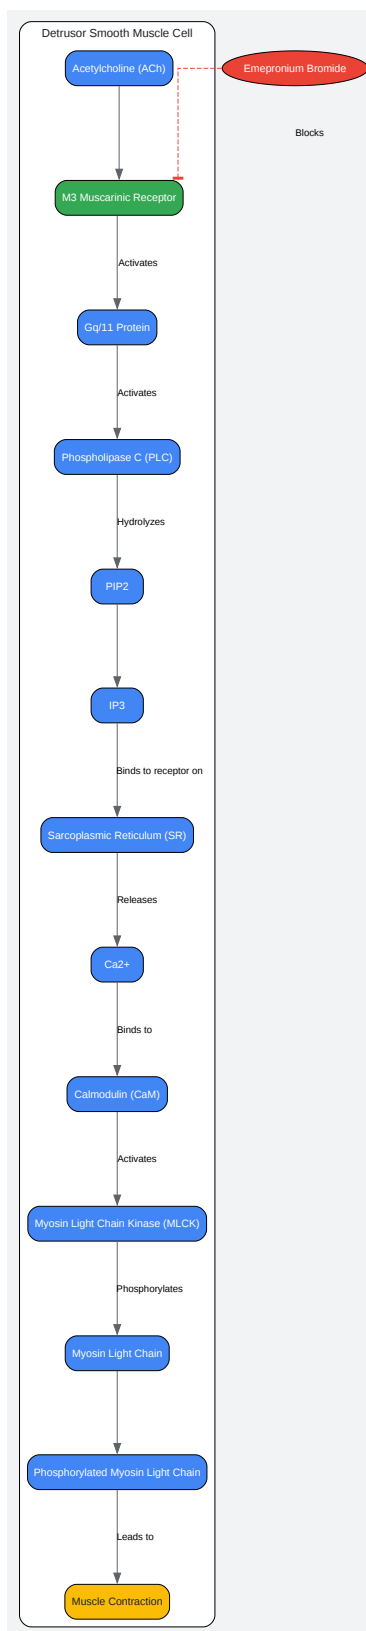 Detrusor Smooth Muscle Cell
Acetylcholine (ACh)
Emepronium Bromide
Blocks
M3 Muscarinic Receptor
Activates
Gq/11 Protein
Activates
Phospholipase C (PLC)
Hydrolyzes
PIP2
IP3
Binds to receptor on
Sarcoplasmic Reticulum (SR)
Releases
Ca2+
Binds to
Calmodulin (CaM)
Activates
Myosin Light Chain Kinase (MLCK)
Phosphorylates
Myosin Light Chain
Phosphorylated Myosin Light Chain
Leads to
Muscle Contraction